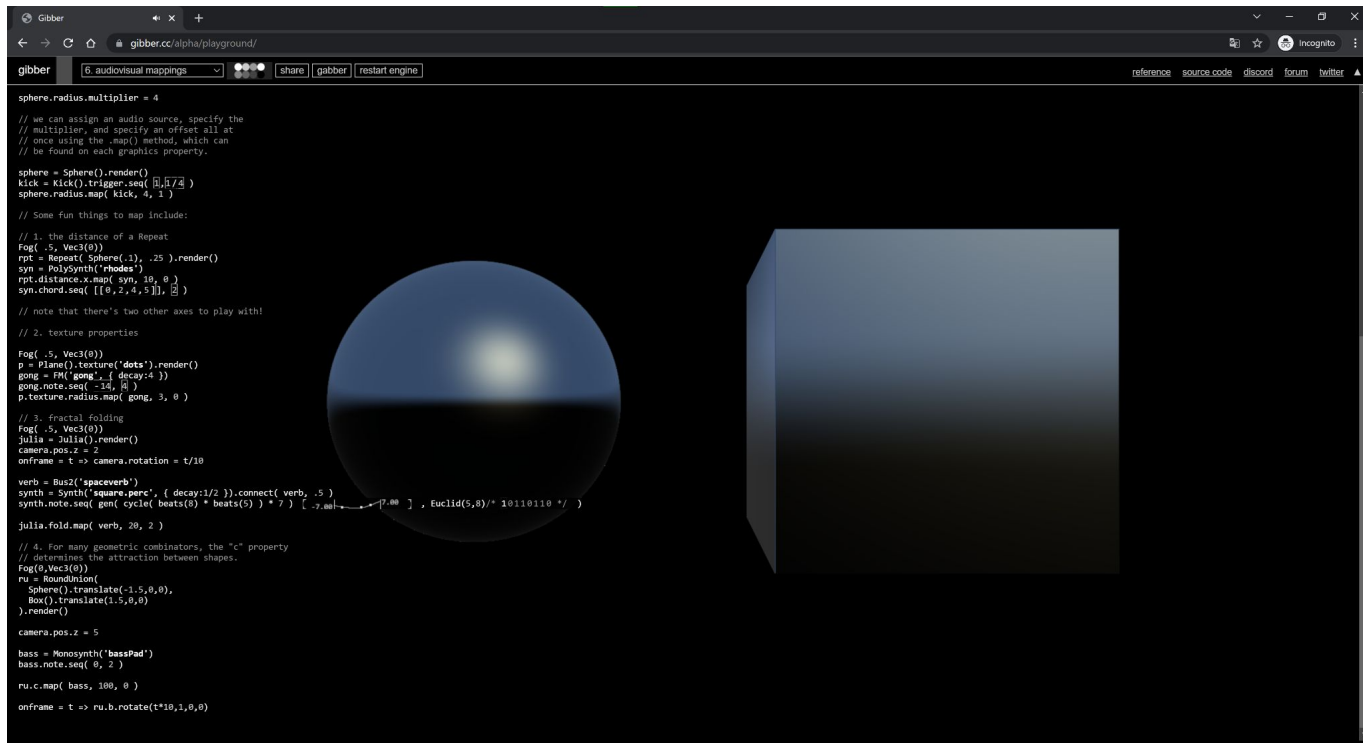 Gibber
gibber.cc/alpha/playground/
Incognito
gibber
6. audiovisual mappings
share
gabber
restart engine
reference
source code
discord
forum
twitter
sphere.radius.multiplier = 4
// we can assign an audio source, specify the
// multiplier, and specify an offset all at
// once using the .map() method, which can
// be found on each graphics property.
sphere = Sphere().render()
kick = Kick().trigger.seq( 1,1/4 )
sphere.radius.map( kick, 4, 1 )
// Some fun things to map include:
// 1. the distance of a Repeat
Fog( .5, Vec3(0))
rpt = Repeat( Sphere(.1), .25 ).render()
syn = PolySynth('rhodes')
rpt.distance.x.map( syn, 10, 0 )
syn.chord.seq( [[0,2,4,5]], 2 )
// note that there's two other axes to play with!
// 2. texture properties
Fog( .5, Vec3(0))
p = Plane().texture('dots').render()
gong = FM('gong', { decay:4 })
gong.note.seq( -14, 4 )
p.texture.radius.map( gong, 3, 0 )
// 3. fractal folding
Fog( .5, Vec3(0))
julia = Julia().render()
camera.pos.z = 2
onframe = t => camera.rotation = t/10
verb = Bus2('spaceverb')
synth = Synth('square.perc', { decay:1/2 }).connect( verb, .5 )
synth.note.seq( gen( cycle( beats(8) * beats(5) ) * 7 ) [ -7.00 7.00 ] , Euclid(5,8)/* 10110110 */ )
julia.fold.map( verb, 20, 2 )
// 4. For many geometric combinators, the "c" property
// determines the attraction between shapes.
Fog(0,Vec3(0))
ru = RoundUnion(
Sphere().translate(-1.5,0,0),
Box().translate(1.5,0,0)
).render()
camera.pos.z = 5
bass = Monosynth('bassPad')
bass.note.seq( 0, 2 )
ru.c.map( bass, 100, 0 )
onframe = t => ru.b.rotate(t*10,1,0,0)